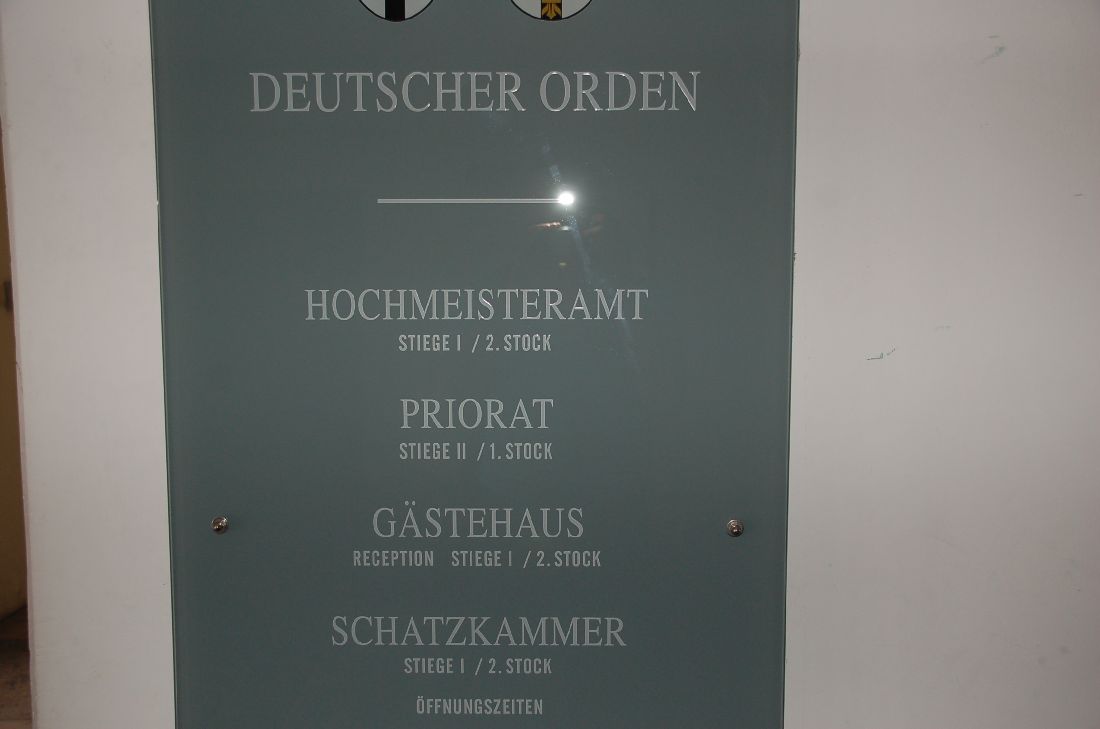 DEUTSCHER ORDEN
HOCHMEISTERAMT
STIEGE I / 2. STOCK
PRIORAT
STIEGE II / 1. STOCK
GÄSTEHAUS
RECEPTION STIEGE I / 2. STOCK
SCHATZKAMMER
STIEGE I / 2. STOCK
ÖFFNUNGSZEITEN